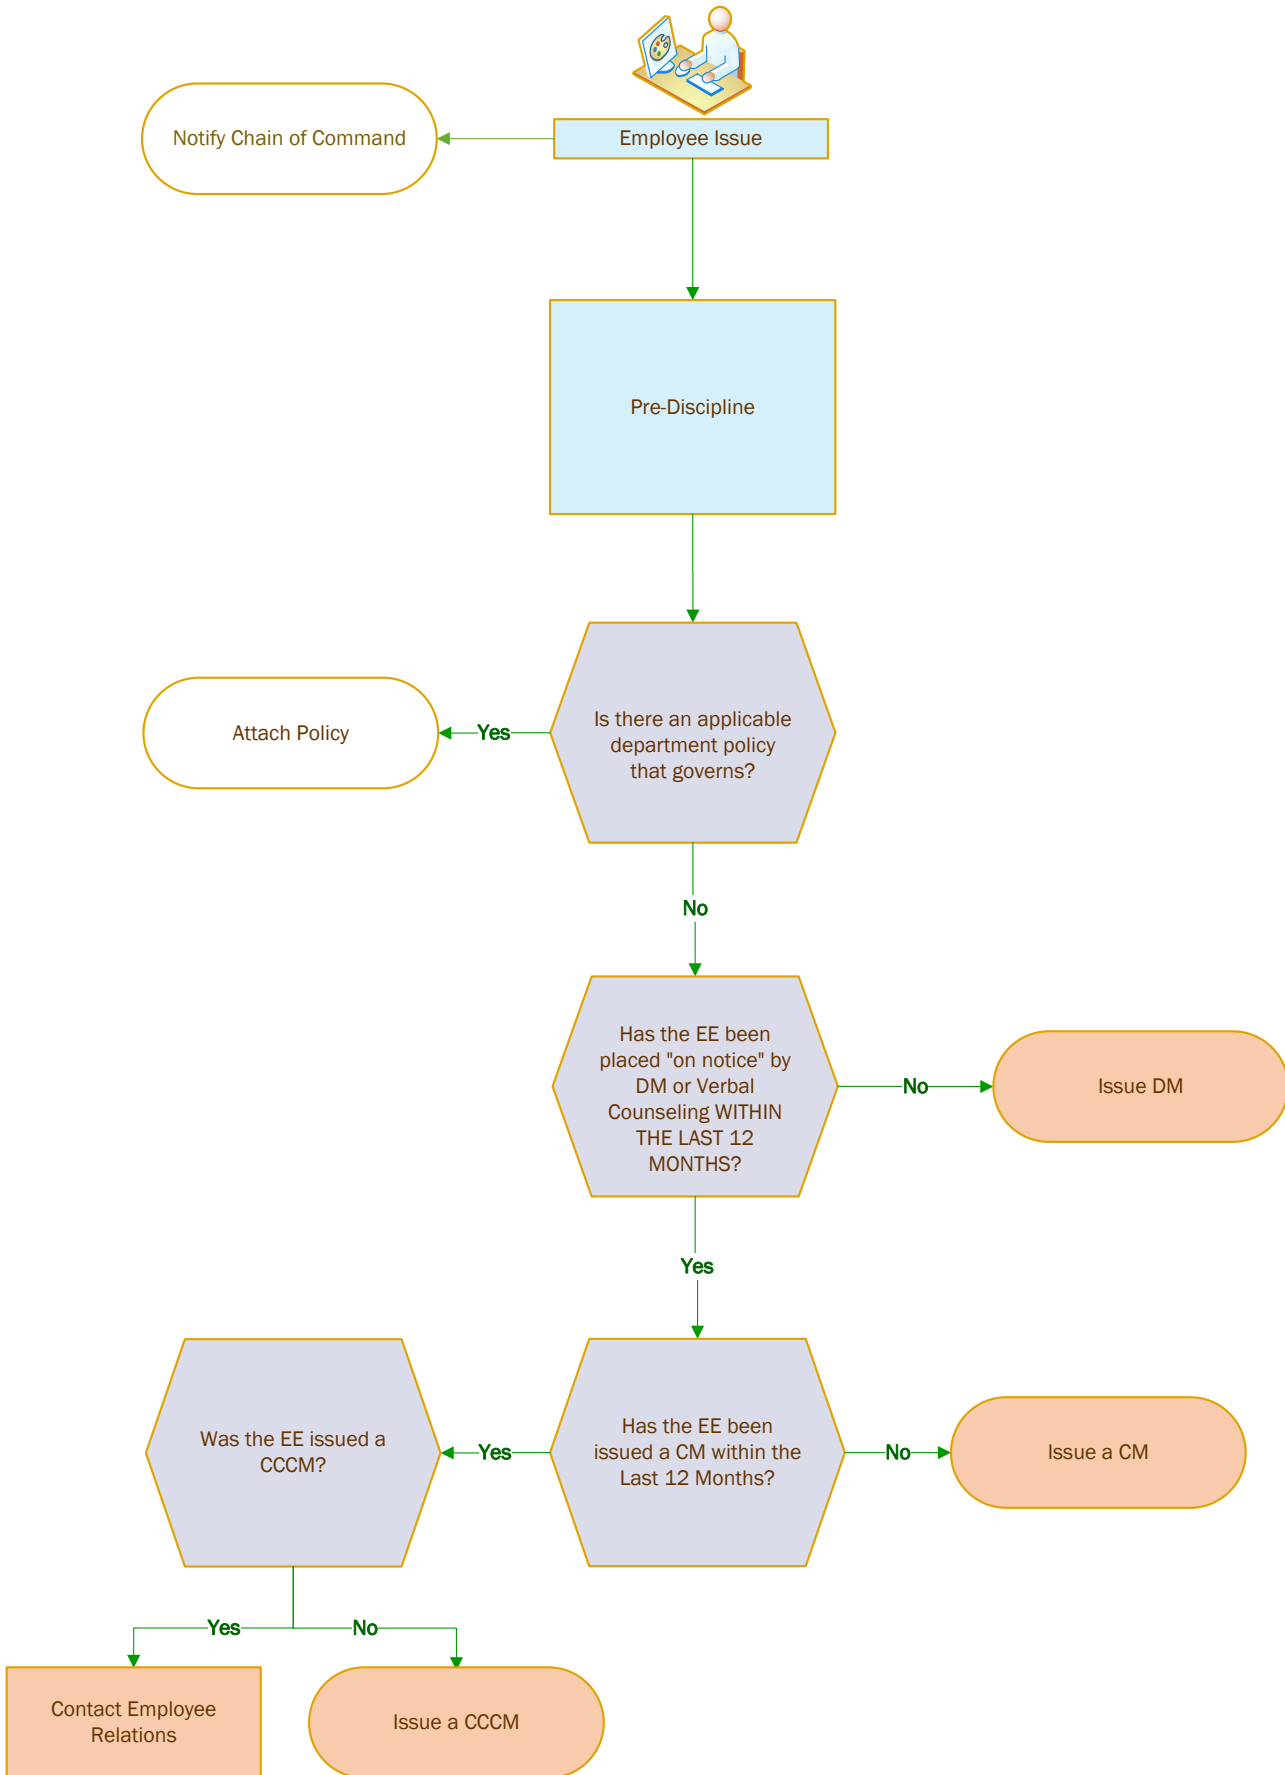 Notify Chain of Command
Employee Issue
Pre-Discipline
Is there an applicable
department policy
that governs?
Yes
Attach Policy
No
Has the EE been
placed "on notice" by
DM or Verbal
Counseling WITHIN
THE LAST 12
MONTHS?
No
Issue DM
Yes
Has the EE been
issued a CM within the
Last 12 Months?
No
Issue a CM
Yes
Was the EE issued a
CCCM?
Yes
No
Contact Employee
Relations
Issue a CCCM